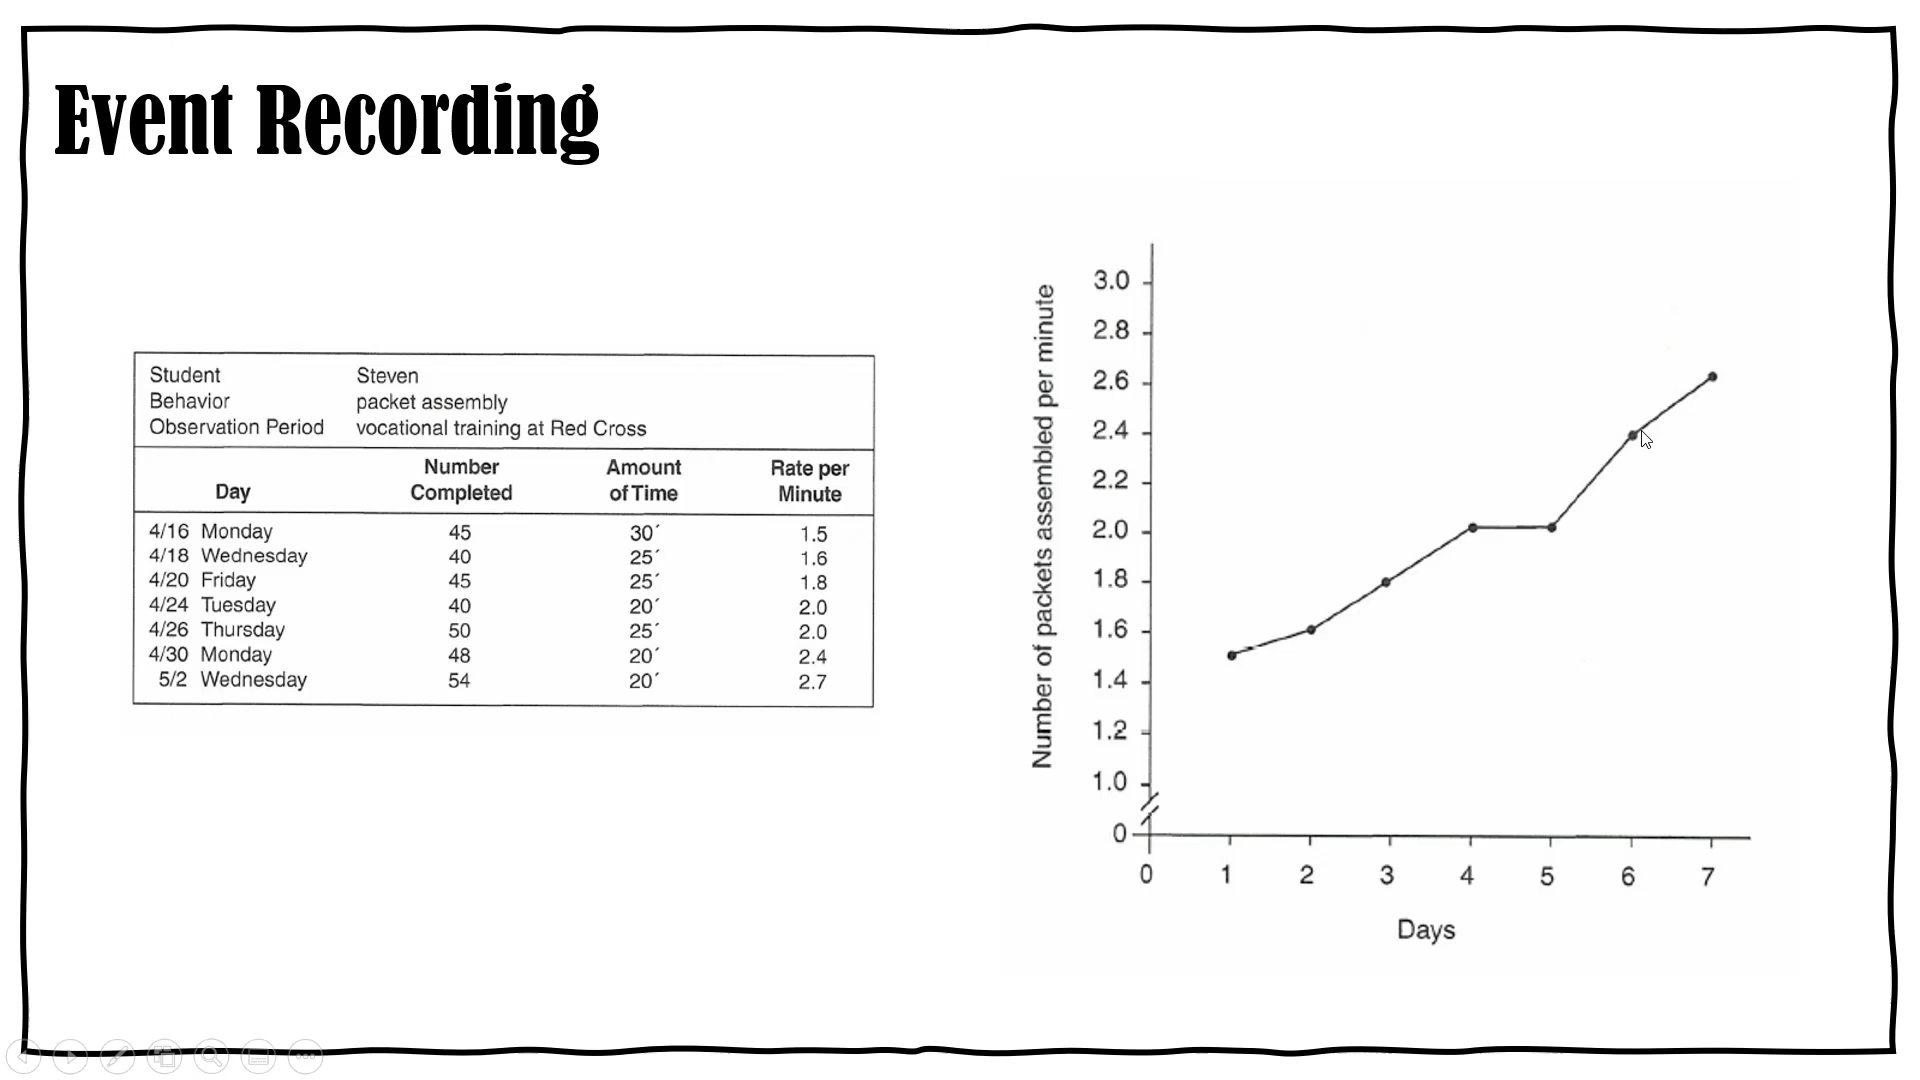 Event Recording
Student Steven
Behavior packet assembly
Observation Period vocational training at Red Cross
Day Number Completed Amount of Time Rate per Minute
4/16 Monday 45 30´ 1.5
4/18 Wednesday 40 25´ 1.6
4/20 Friday 45 25´ 1.8
4/24 Tuesday 40 20´ 2.0
4/26 Thursday 50 25´ 2.0
4/30 Monday 48 20´ 2.4
5/2 Wednesday 54 20´ 2.7
Number of packets assembled per minute
3.0
2.8
2.6
2.4
2.2
2.0
1.8
1.6
1.4
1.2
1.0
0
0 1 2 3 4 5 6 7
Days